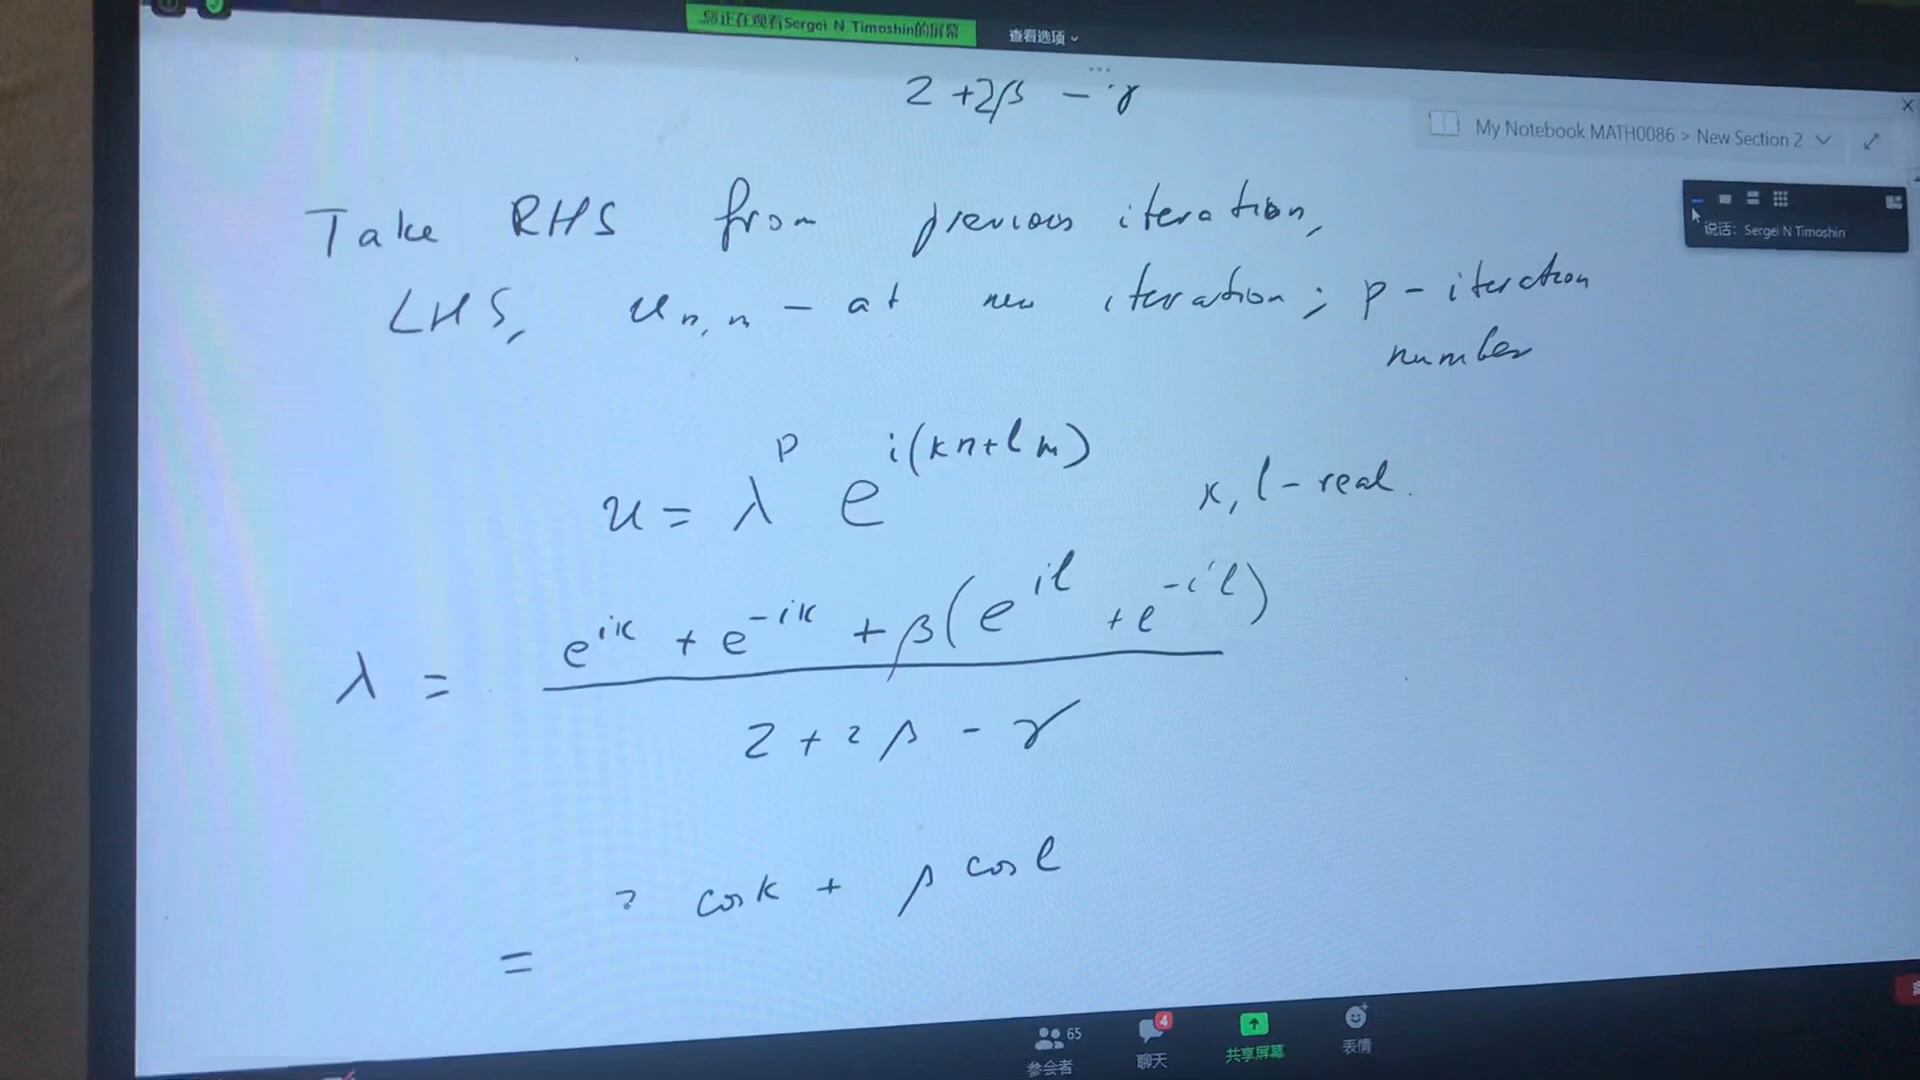 您正在观看Sergei N Timoshin的屏幕
查看选项
2 + 2β − γ
My Notebook MATH0086 > New Section 2
说话: Sergei N Timoshin
Take RHS from previous iteration,
LHS, u_{n,m} – at new iteration; p – iteration
number
u = λ^p e^{i(kn+lm)} k, l – real.
λ = \frac{e^{ik} + e^{-ik} + β(e^{il} + e^{-il})}{2 + 2β − γ}
= 2 cos k + β cos l
65
参会者
4
聊天
共享屏幕
表情